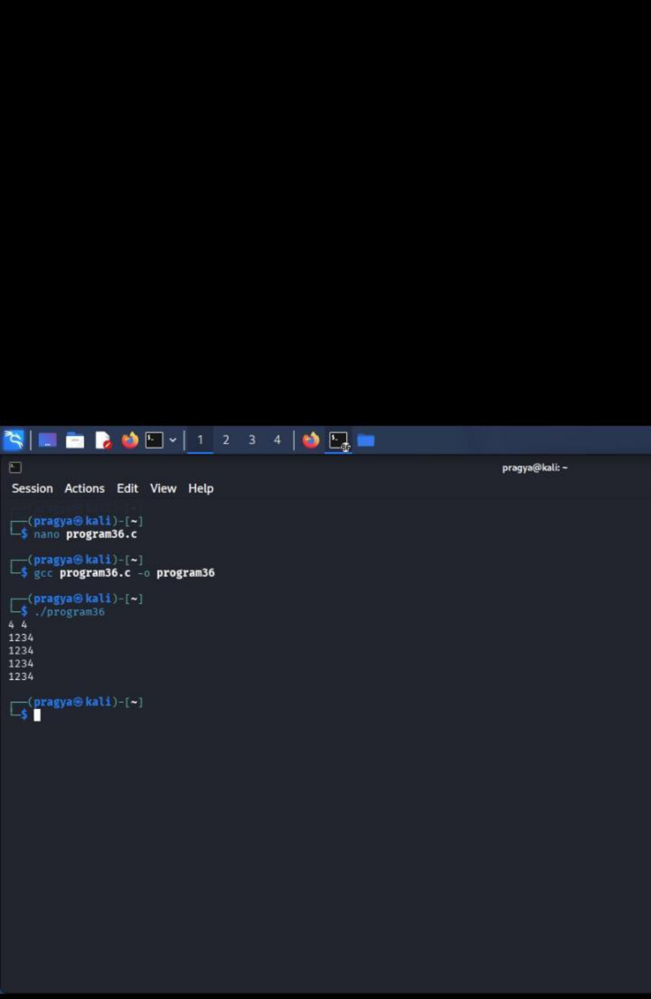 1 2 3 4
pragya@kali: ~
Session Actions Edit View Help
┌──(pragya㉿kali)-[~]
└─$ nano program36.c
┌──(pragya㉿kali)-[~]
└─$ gcc program36.c -o program36
┌──(pragya㉿kali)-[~]
└─$ ./program36
4 4
1234
1234
1234
1234
┌──(pragya㉿kali)-[~]
└─$